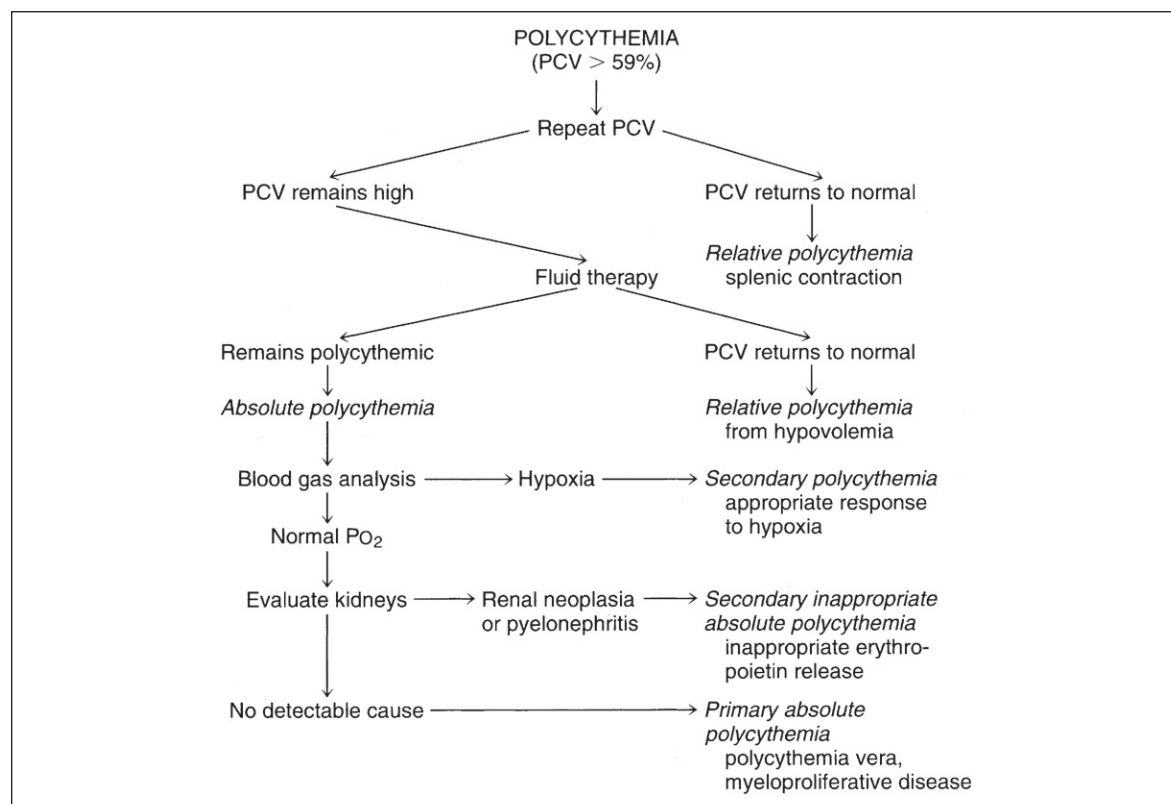 POLYCYTHEMIA
(PCV > 59%)
Repeat PCV
PCV remains high
PCV returns to normal
Relative polycythemia
splenic contraction
Fluid therapy
Remains polycythemic
PCV returns to normal
Absolute polycythemia
Relative polycythemia
from hypovolemia
Blood gas analysis
Hypoxia
Secondary polycythemia
appropriate response
to hypoxia
Normal PO2
Evaluate kidneys
Renal neoplasia
or pyelonephritis
Secondary inappropriate
absolute polycythemia
inappropriate erythro-
poietin release
No detectable cause
Primary absolute
polycythemia
polycythemia vera,
myeloproliferative disease